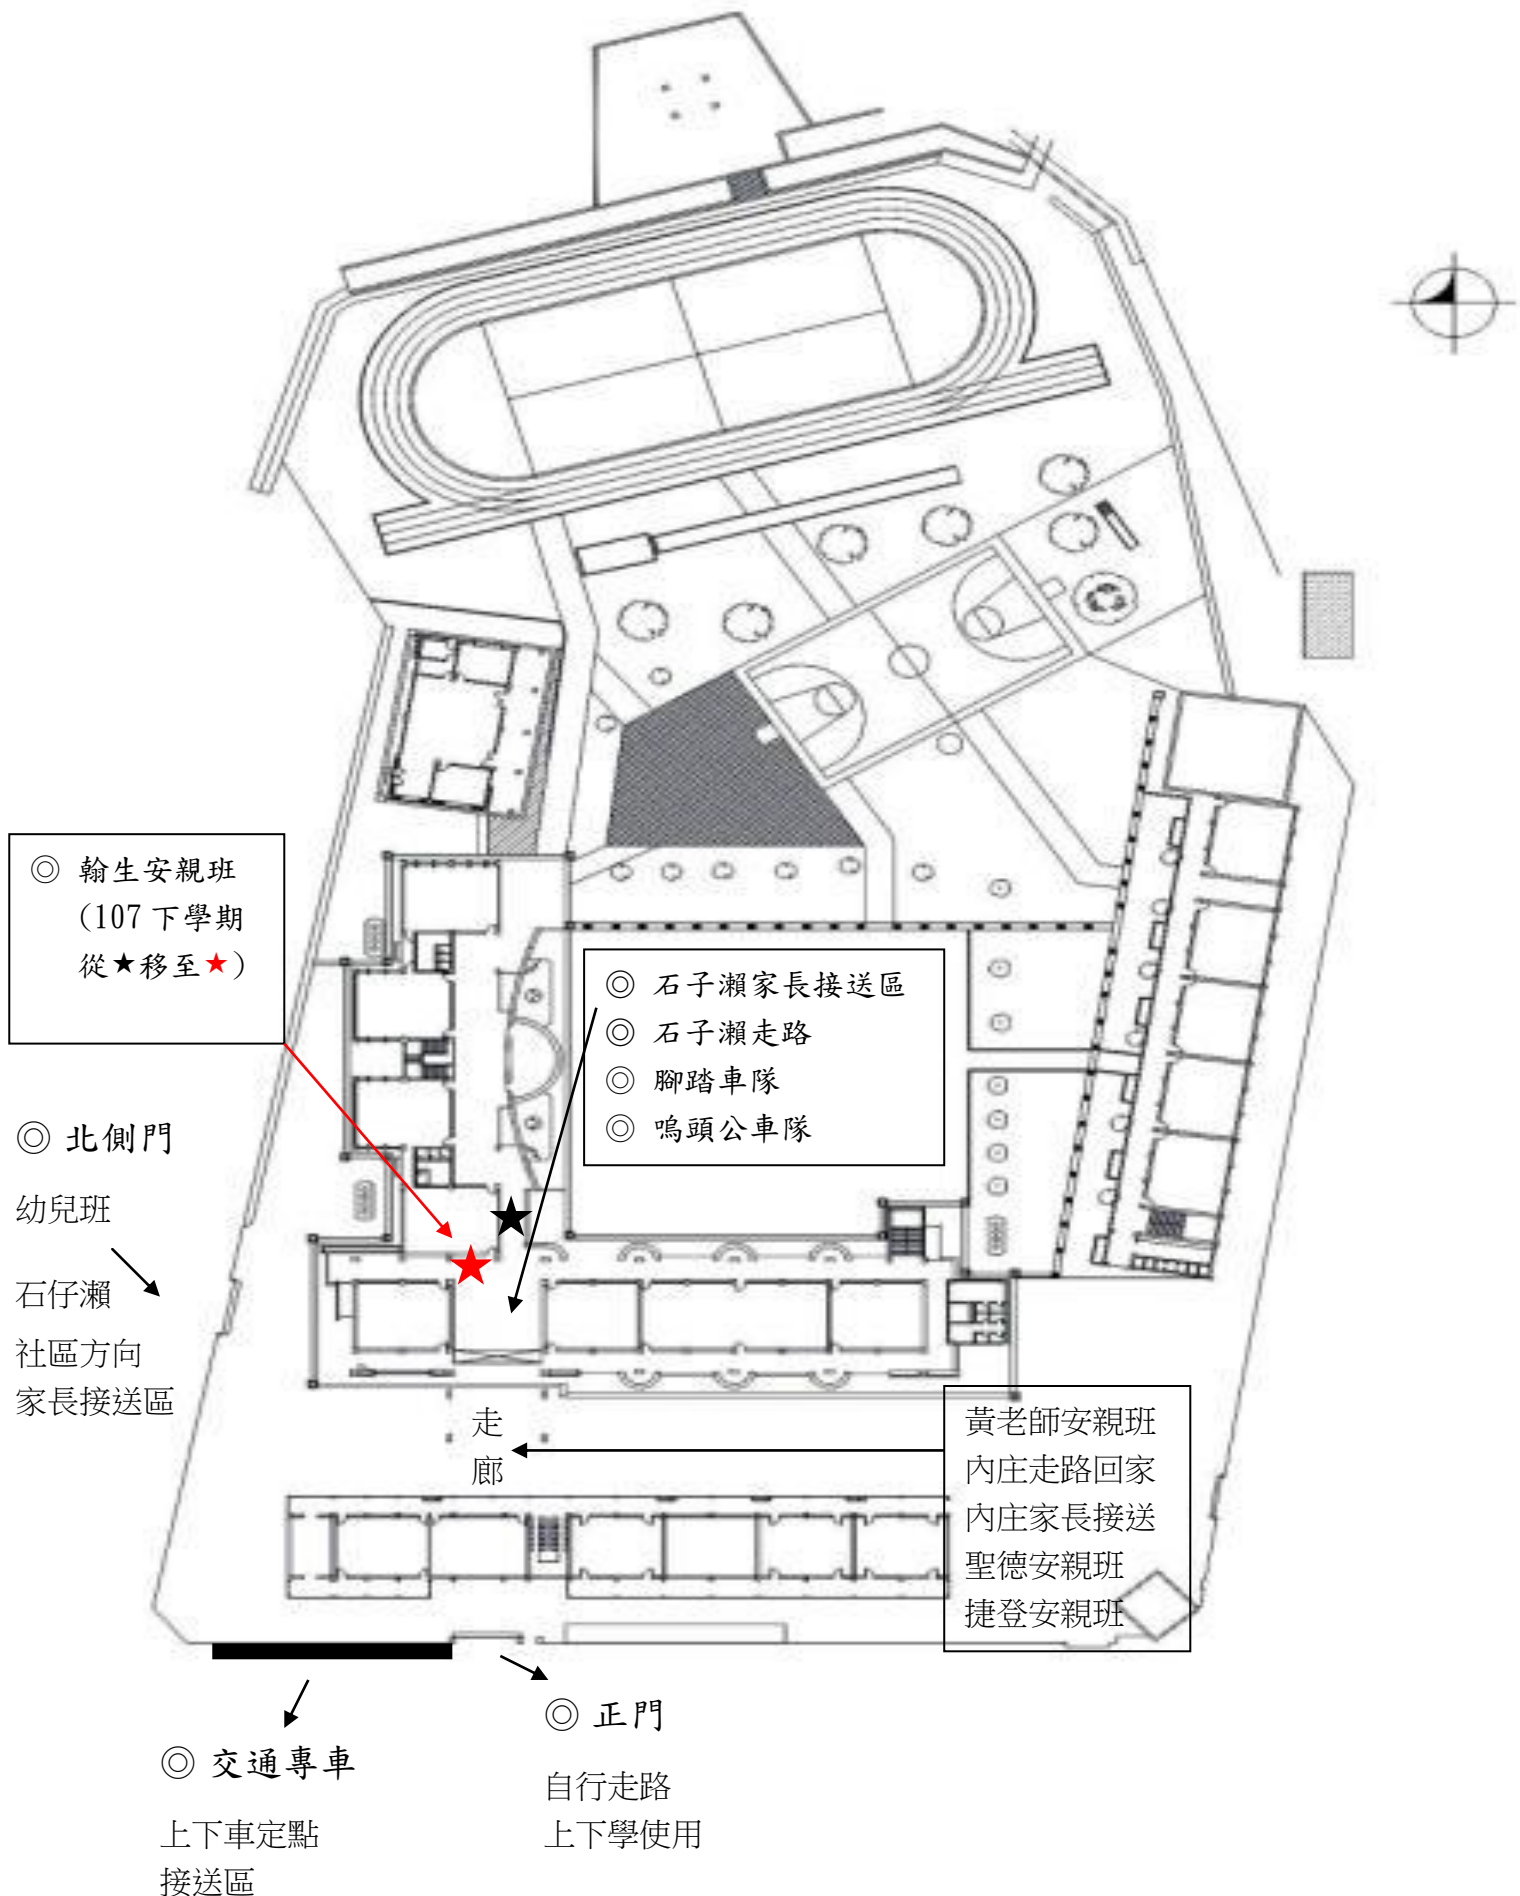 ◎ 翰生安親班
(107下學期
從★移至★)
◎ 石子瀨家長接送區
◎ 石子瀨走路
◎ 腳踏車隊
◎ 嗚頭公車隊
◎ 北側門
幼兒班
石仔瀨
社區方向
家長接送區
走
廊
黃老師安親班
內庄走路回家
內庄家長接送
聖德安親班
捷登安親班
◎ 正門
自行走路
上下學使用
◎ 交通專車
上下車定點
接送區